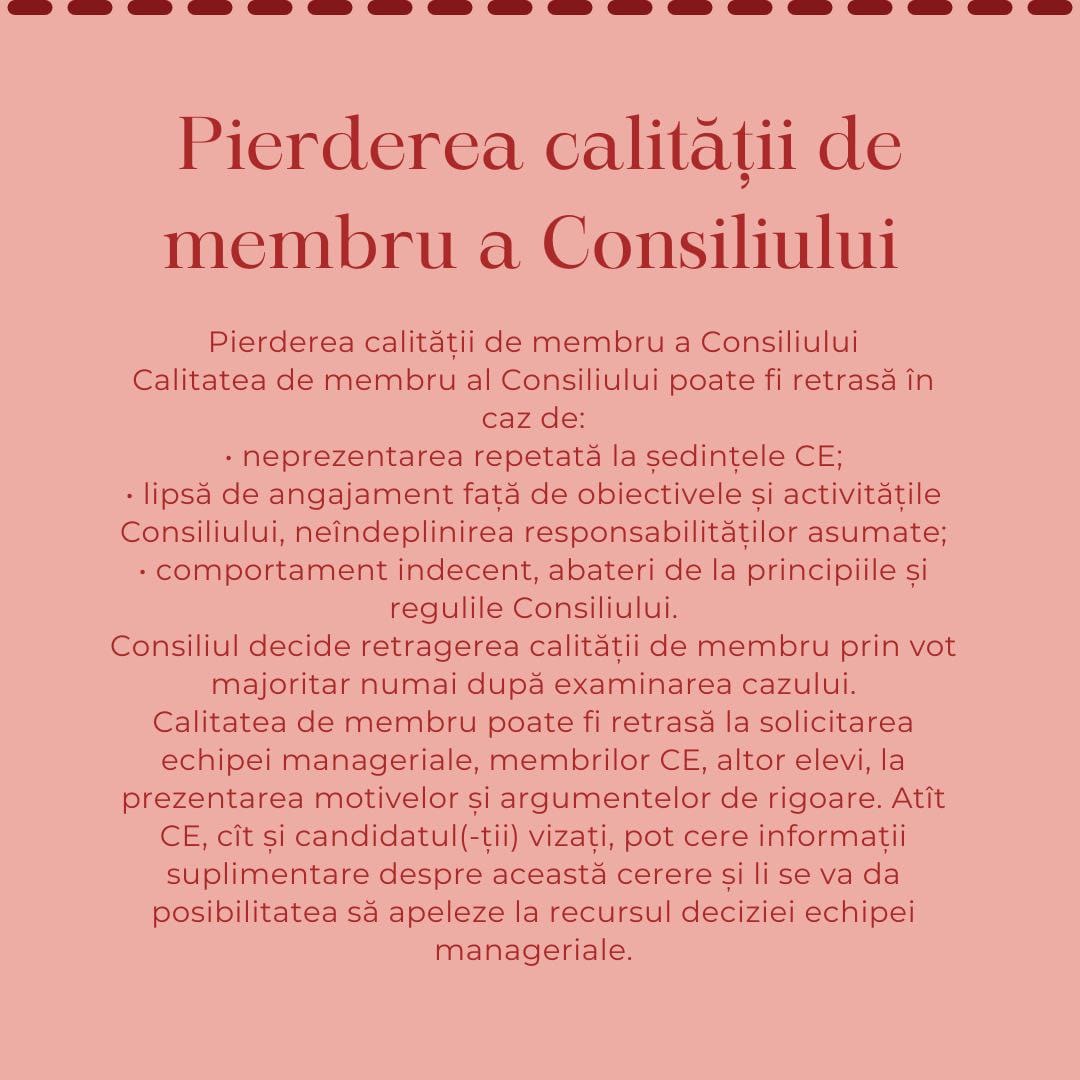 Pierderea calității de
membru a Consiliului
Pierderea calității de membru a Consiliului
Calitatea de membru al Consiliului poate fi retrasă în
caz de:
• neprezentarea repetată la ședințele CE;
• lipsă de angajament față de obiectivele și activitățile
Consiliului, neîndeplinirea responsabilităților asumate;
• comportament indecent, abateri de la principiile și
regulile Consiliului.
Consiliul decide retragerea calității de membru prin vot
majoritar numai după examinarea cazului.
Calitatea de membru poate fi retrasă la solicitarea
echipei manageriale, membrilor CE, altor elevi, la
prezentarea motivelor și argumentelor de rigoare. Atît
CE, cît și candidatul(-ții) vizați, pot cere informații
suplimentare despre această cerere și li se va da
posibilitatea să apeleze la recursul deciziei echipei
manageriale.